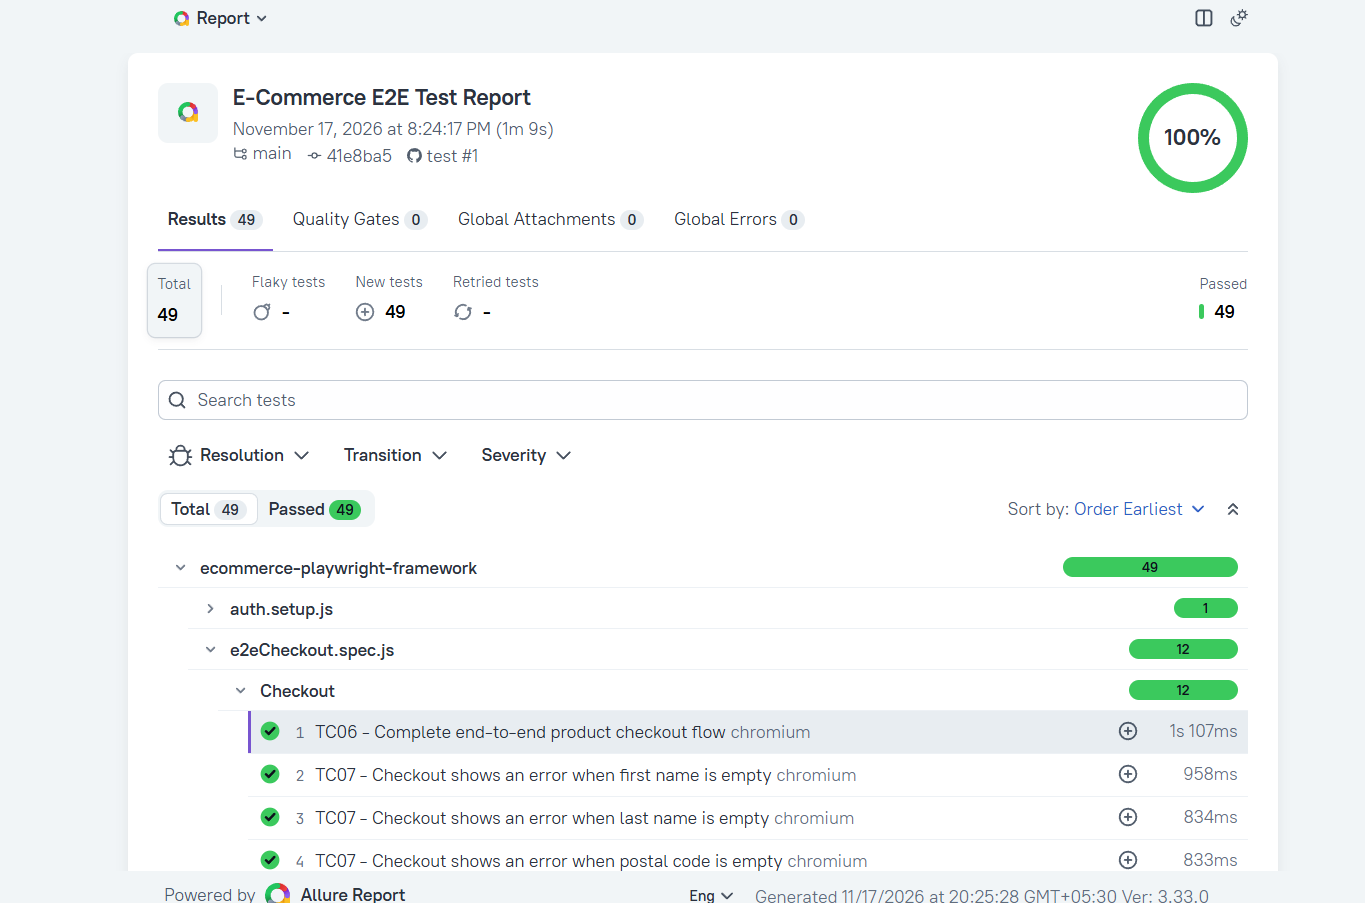 Report
E-Commerce E2E Test Report
November 17, 2026 at 8:24:17 PM (1m 9s)
main 41e8ba5 test #1
100%
Results 49 Quality Gates 0 Global Attachments 0 Global Errors 0
Total Flaky tests New tests Retried tests Passed
49 - 49 - 49
Search tests
Resolution Transition Severity
Total 49 Passed 49 Sort by: Order Earliest
ecommerce-playwright-framework 49
auth.setup.js 1
e2eCheckout.spec.js 12
Checkout 12
1 TC06 - Complete end-to-end product checkout flow chromium 1s 107ms
2 TC07 - Checkout shows an error when first name is empty chromium 958ms
3 TC07 - Checkout shows an error when last name is empty chromium 834ms
4 TC07 - Checkout shows an error when postal code is empty chromium 833ms
Powered by Allure Report Eng Generated 11/17/2026 at 20:25:28 GMT+05:30 Ver: 3.33.0